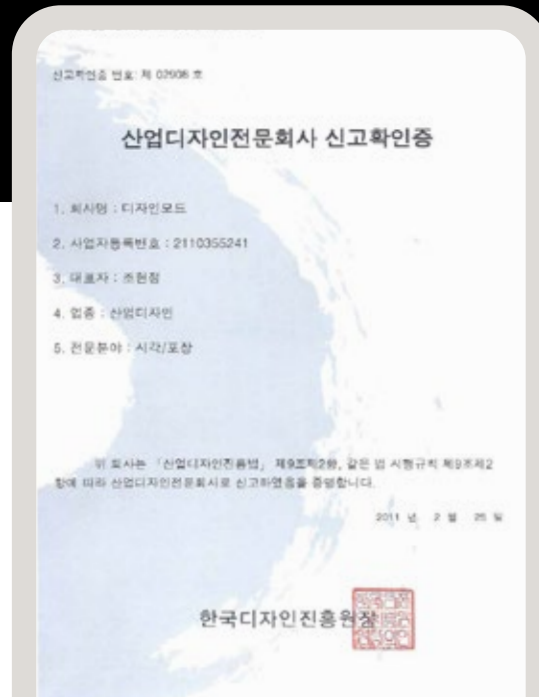 신고확인증 번호: 제 02908 호
산업디자인전문회사 신고확인증
1. 회사명 : 디자인모드
2. 사업자등록번호 : 2110355241
3. 대표자 : 조현
4. 업종 : 산업디자인
5. 전문분야 : 시각/포장
위 회사는 「산업디자인진흥법」 제9조제2항, 같은 법 시행규칙 제9조제2
항에 따라 산업디자인전문회사로 신고하였음을 증명합니다.
2011 년 2 월 25 일
한국디자인진흥원장